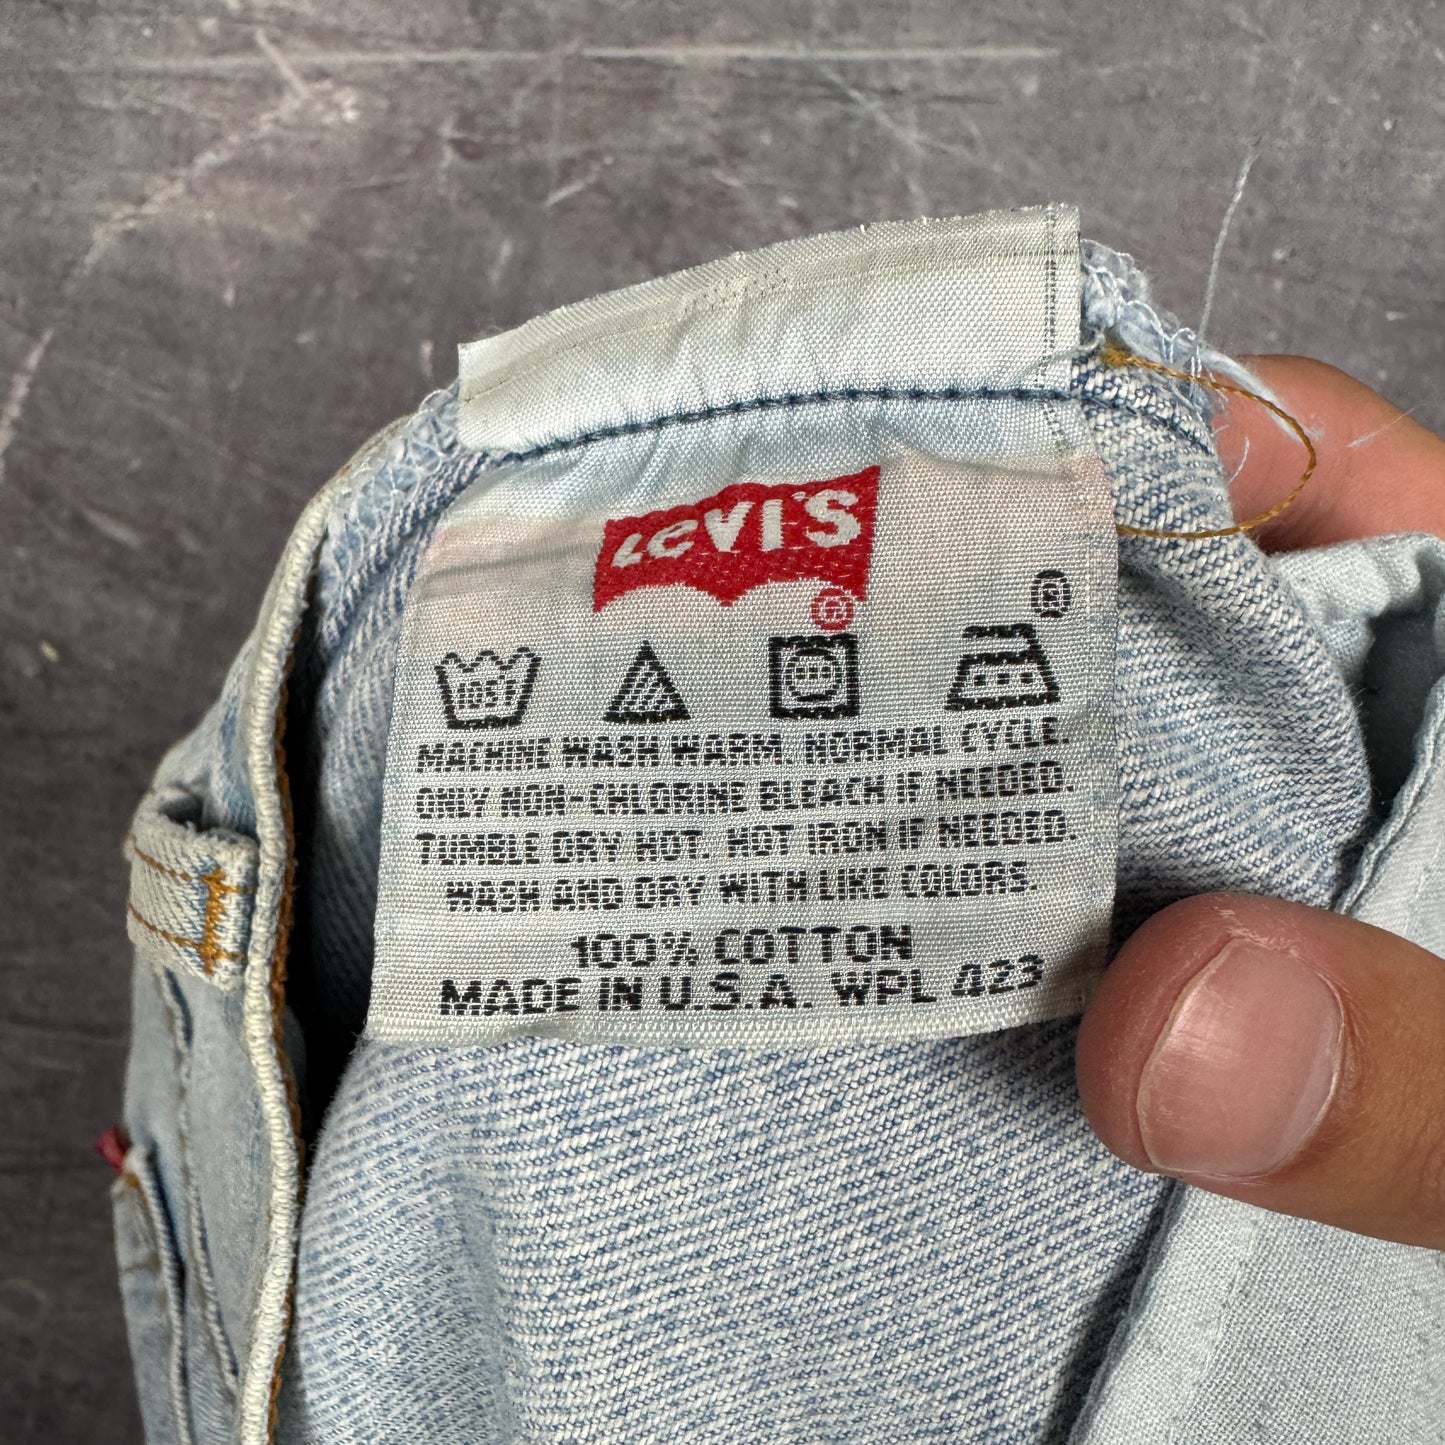 LEVI'S
®
®
105°F
MACHINE WASH WARM. NORMAL CYCLE.
ONLY NON-CHLORINE BLEACH IF NEEDED.
TUMBLE DRY HOT. HOT IRON IF NEEDED.
WASH AND DRY WITH LIKE COLORS.
100% COTTON
MADE IN U.S.A. WPL 423